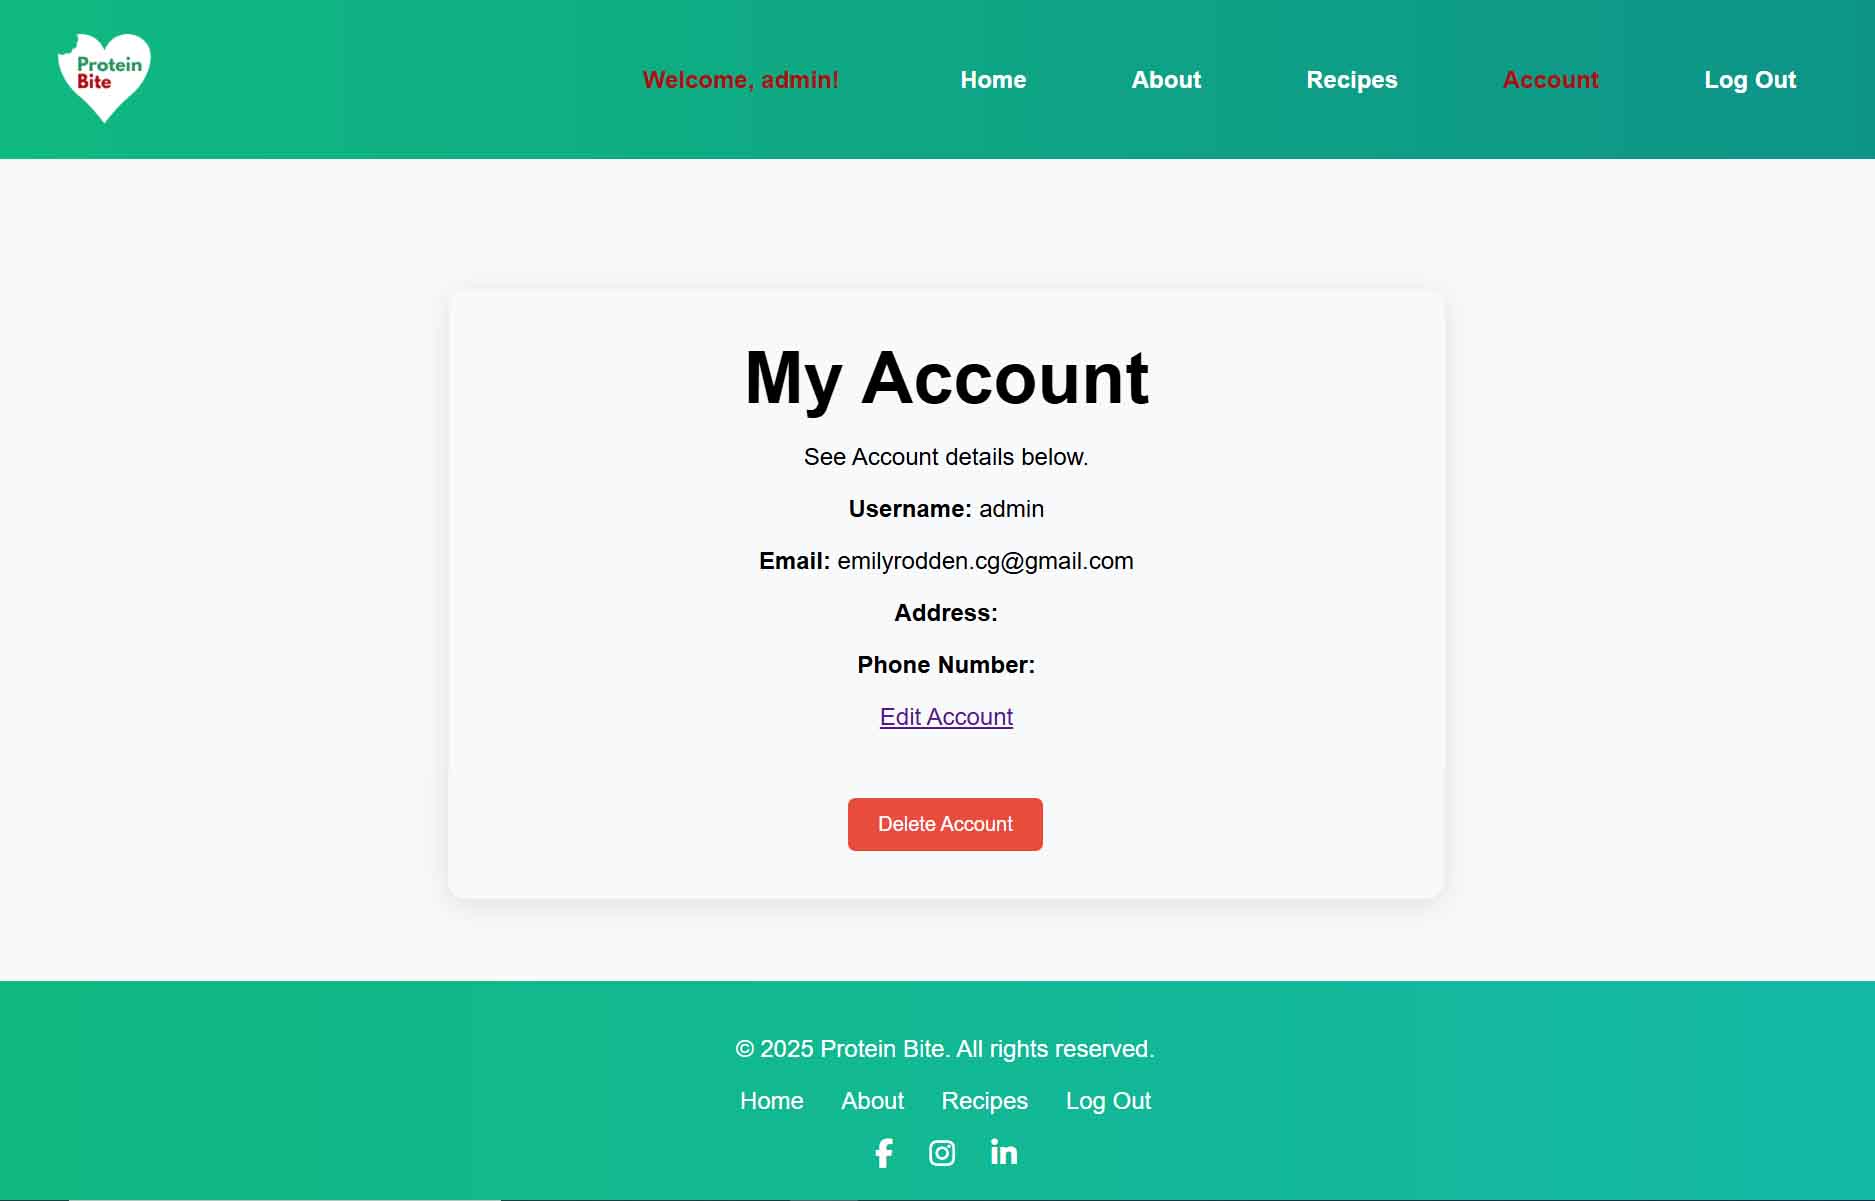 Protein
Bite
Welcome, admin! Home About Recipes Account Log Out
My Account
See Account details below.
Username: admin
Email: emilyrodden.cg@gmail.com
Address:
Phone Number:
Edit Account
Delete Account
© 2025 Protein Bite. All rights reserved.
Home About Recipes Log Out